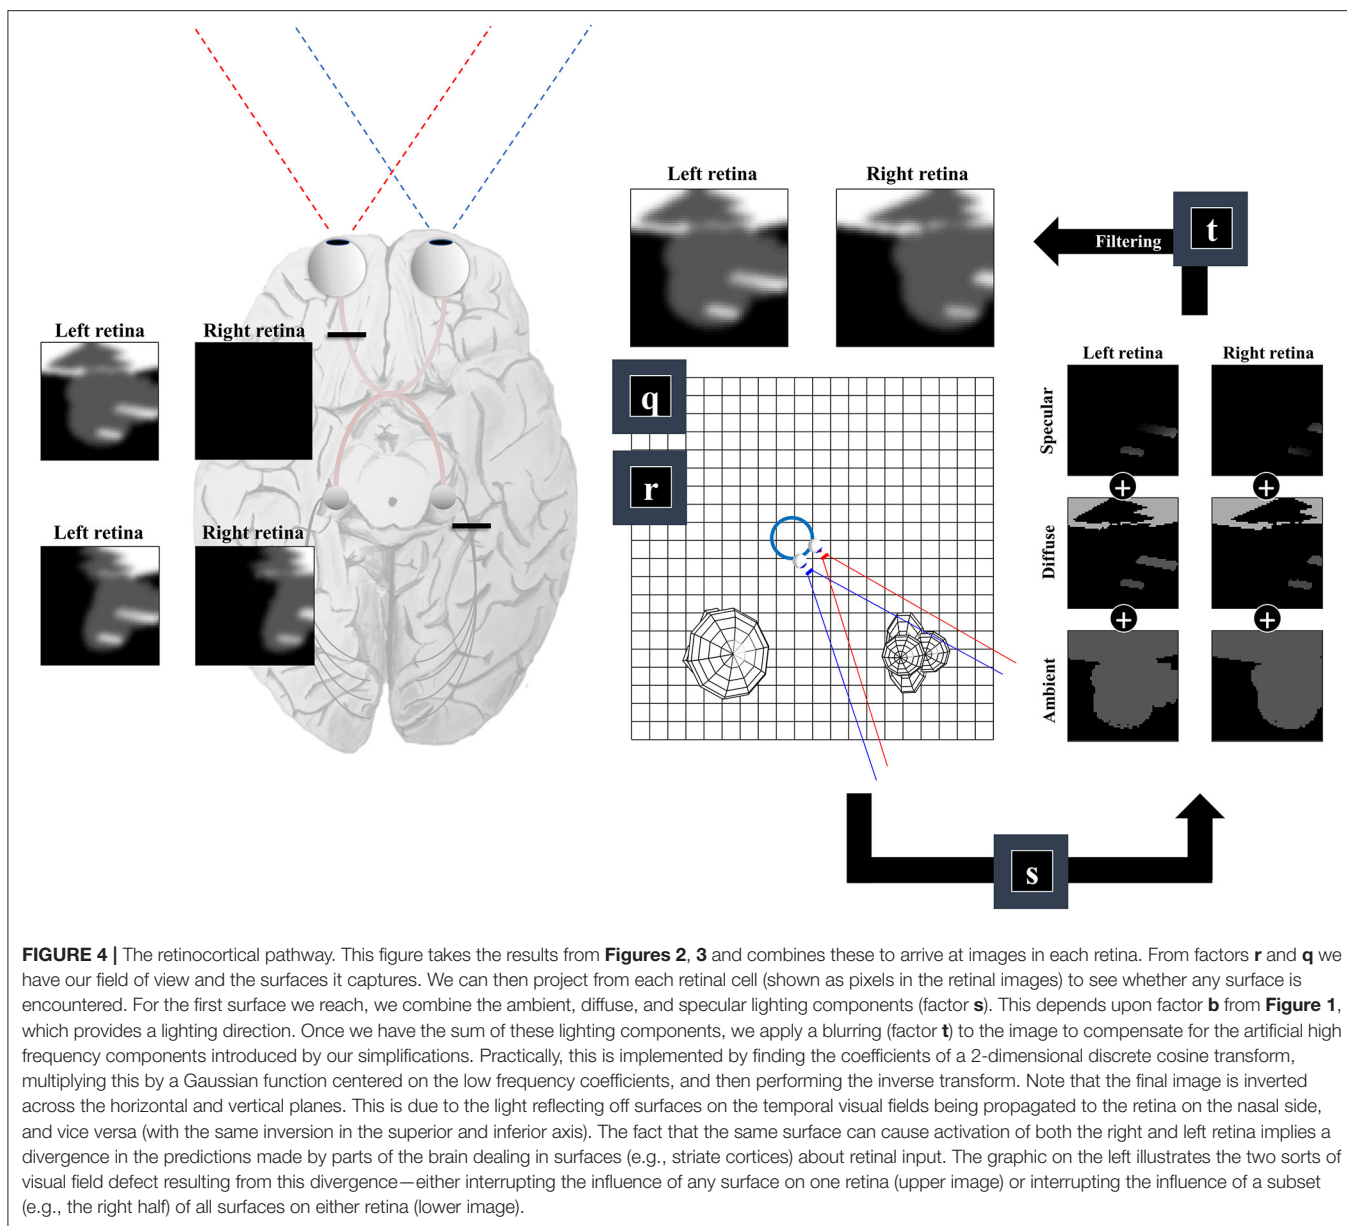 Left retina
Right retina
t
Filtering
Left retina
Right retina
q
r
Left retina
Right retina
Left retina
Right retina
Specular
+
+
Diffuse
+
+
Ambient
s
FIGURE 4 | The retinocortical pathway. This figure takes the results from Figures 2, 3 and combines these to arrive at images in each retina. From factors r and q we
have our field of view and the surfaces it captures. We can then project from each retinal cell (shown as pixels in the retinal images) to see whether any surface is
encountered. For the first surface we reach, we combine the ambient, diffuse, and specular lighting components (factor s). This depends upon factor b from Figure 1,
which provides a lighting direction. Once we have the sum of these lighting components, we apply a blurring (factor t) to the image to compensate for the artificial high
frequency components introduced by our simplifications. Practically, this is implemented by finding the coefficients of a 2-dimensional discrete cosine transform,
multiplying this by a Gaussian function centered on the low frequency coefficients, and then performing the inverse transform. Note that the final image is inverted
across the horizontal and vertical planes. This is due to the light reflecting off surfaces on the temporal visual fields being propagated to the retina on the nasal side,
and vice versa (with the same inversion in the superior and inferior axis). The fact that the same surface can cause activation of both the right and left retina implies a
divergence in the predictions made by parts of the brain dealing in surfaces (e.g., striate cortices) about retinal input. The graphic on the left illustrates the two sorts of
visual field defect resulting from this divergence—either interrupting the influence of any surface on one retina (upper image) or interrupting the influence of a subset
(e.g., the right half) of all surfaces on either retina (lower image).